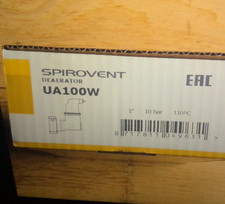 SPIROVENT
DEAERATOR
EAC
UA100W
1" 10 bar 110°C